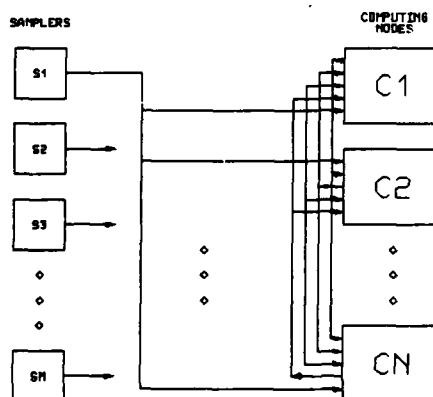 SAMPLERS
COMPUTING
NODES
S1
C1
S2
C2
S3
SM
CN